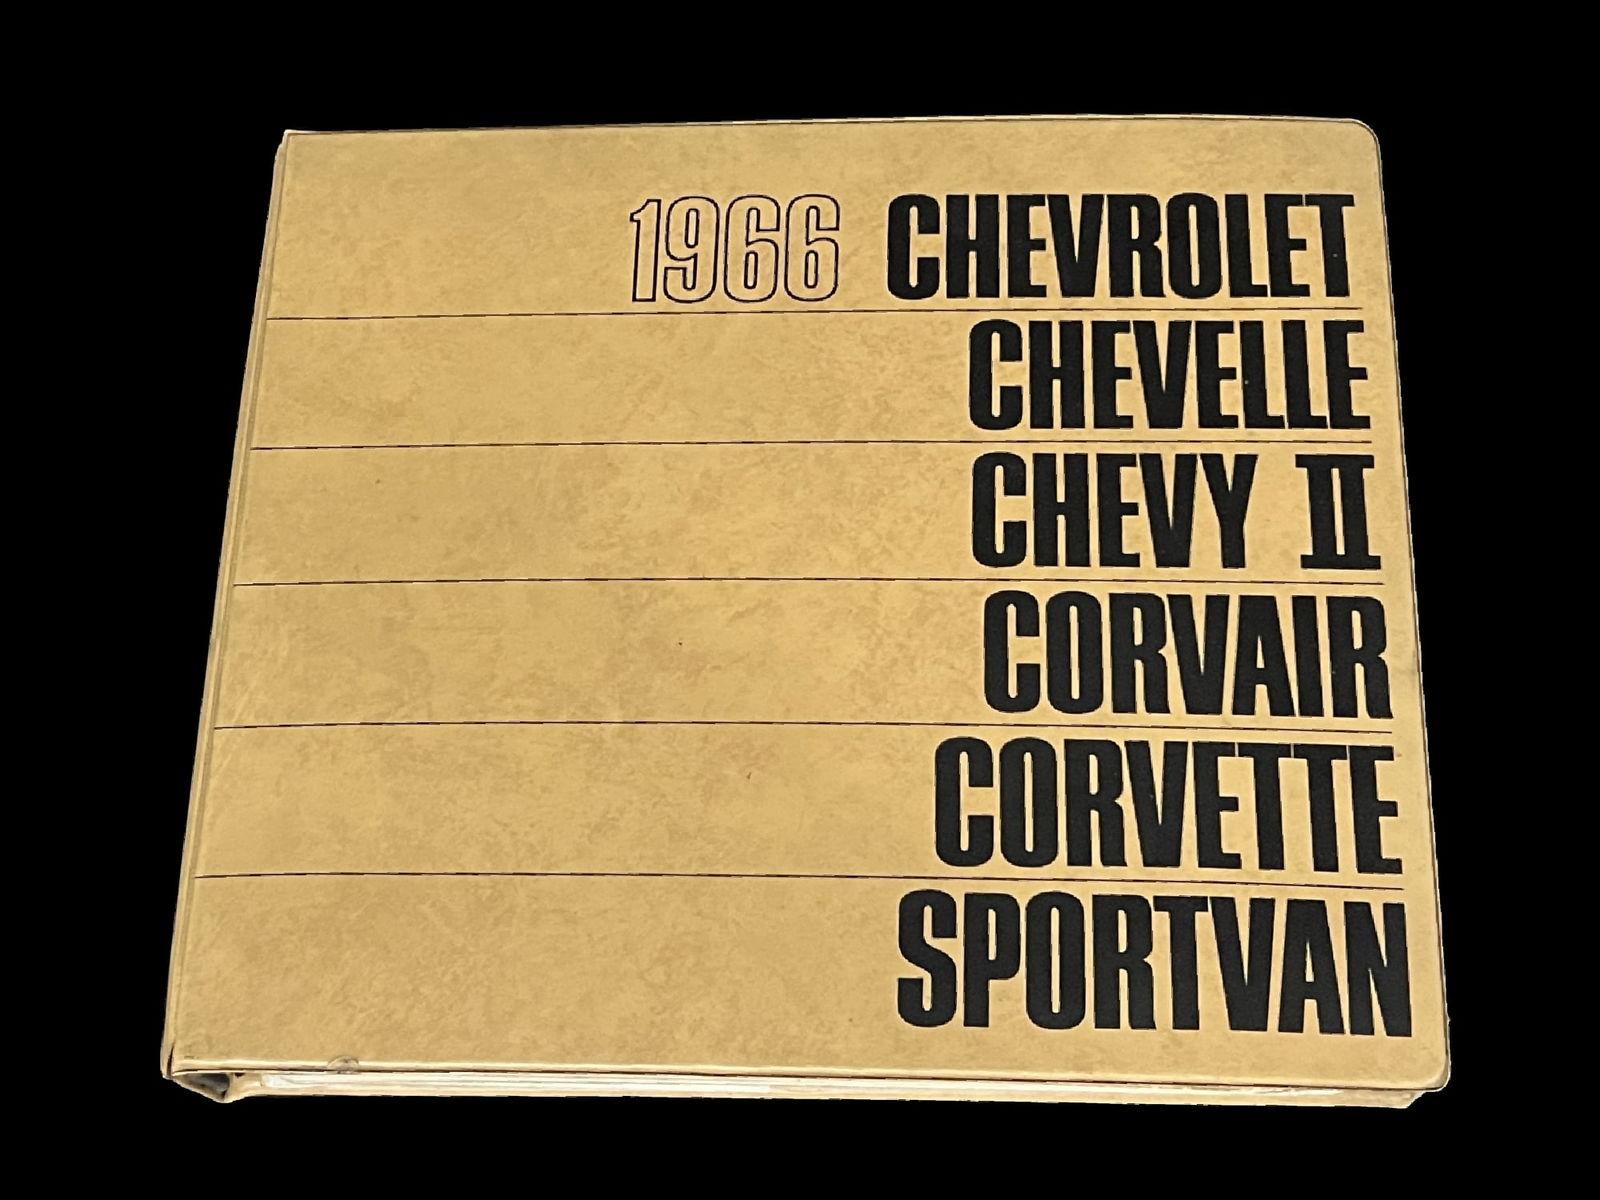 1966 CHEVROLET
CHEVELLE
CHEVY II
CORVAIR
CORVETTE
SPORTVAN